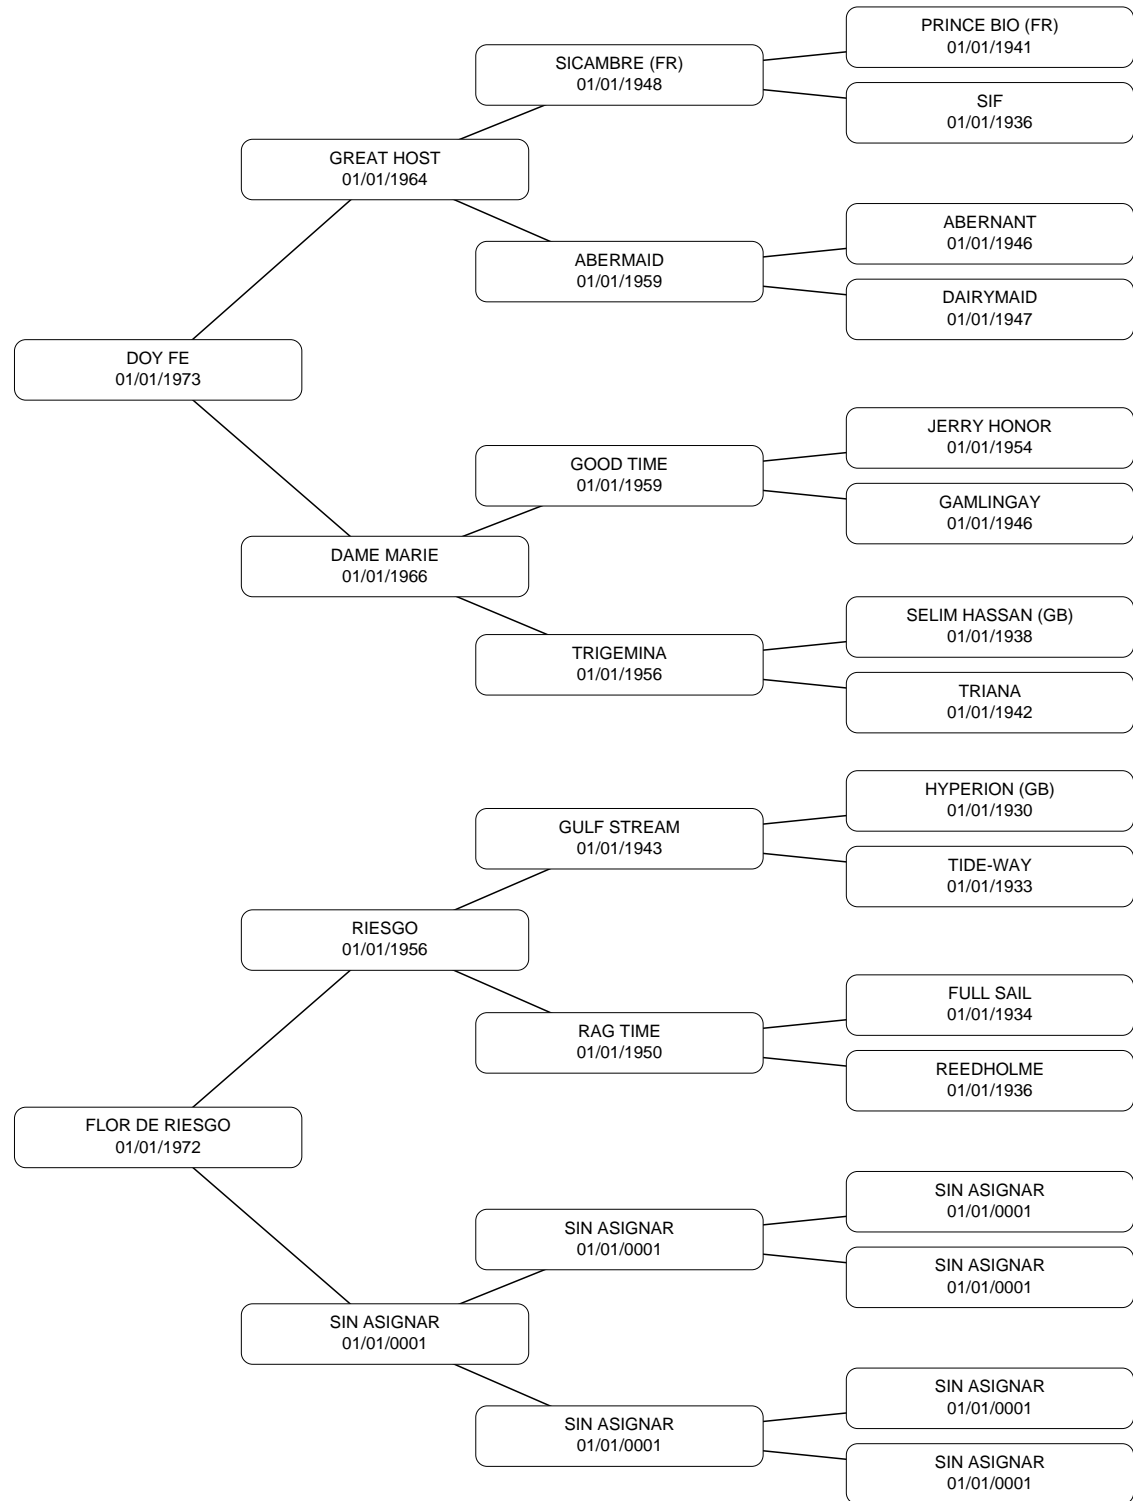 PRINCE BIO (FR)
01/01/1941
SICAMBRE (FR)
01/01/1948
SIF
01/01/1936
GREAT HOST
01/01/1964
ABERNANT
01/01/1946
ABERMAID
01/01/1959
DAIRYMAID
01/01/1947
DOY FE
01/01/1973
JERRY HONOR
01/01/1954
GOOD TIME
01/01/1959
GAMLINGAY
01/01/1946
DAME MARIE
01/01/1966
SELIM HASSAN (GB)
01/01/1938
TRIGEMINA
01/01/1956
TRIANA
01/01/1942
HYPERION (GB)
01/01/1930
GULF STREAM
01/01/1943
TIDE-WAY
01/01/1933
RIESGO
01/01/1956
FULL SAIL
01/01/1934
RAG TIME
01/01/1950
REEDHOLME
01/01/1936
FLOR DE RIESGO
01/01/1972
SIN ASIGNAR
01/01/0001
SIN ASIGNAR
01/01/0001
SIN ASIGNAR
01/01/0001
SIN ASIGNAR
01/01/0001
SIN ASIGNAR
01/01/0001
SIN ASIGNAR
01/01/0001
SIN ASIGNAR
01/01/0001